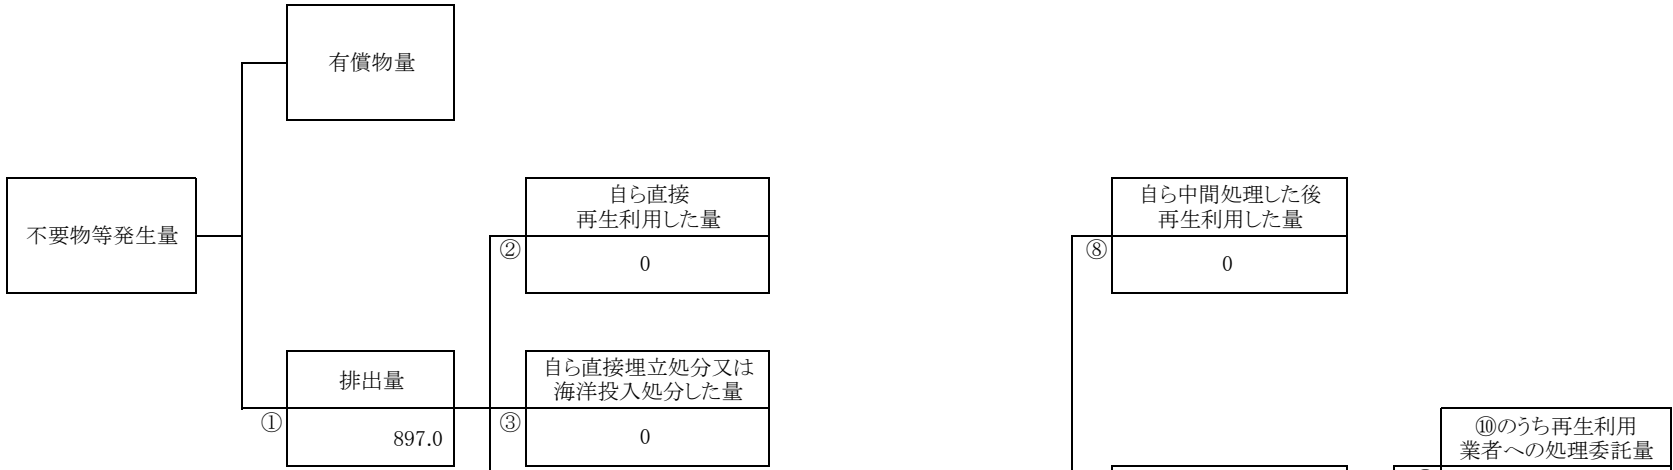 有償物量
不要物等発生量
自ら直接
再生利用した量
②
0
自ら中間処理した後
再生利用した量
⑧
0
排出量
①
897.0
自ら直接埋立処分又は
海洋投入処分した量
③
0
⑩のうち再生利用
業者への処理委託量